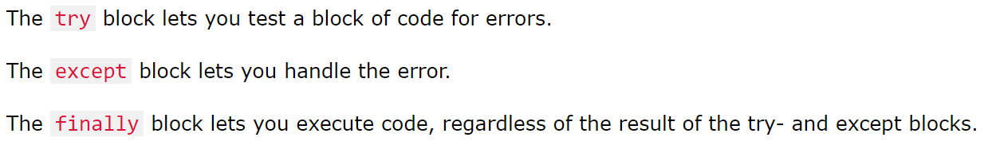 The try block lets you test a block of code for errors.
The except block lets you handle the error.
The finally block lets you execute code, regardless of the result of the try- and except blocks.